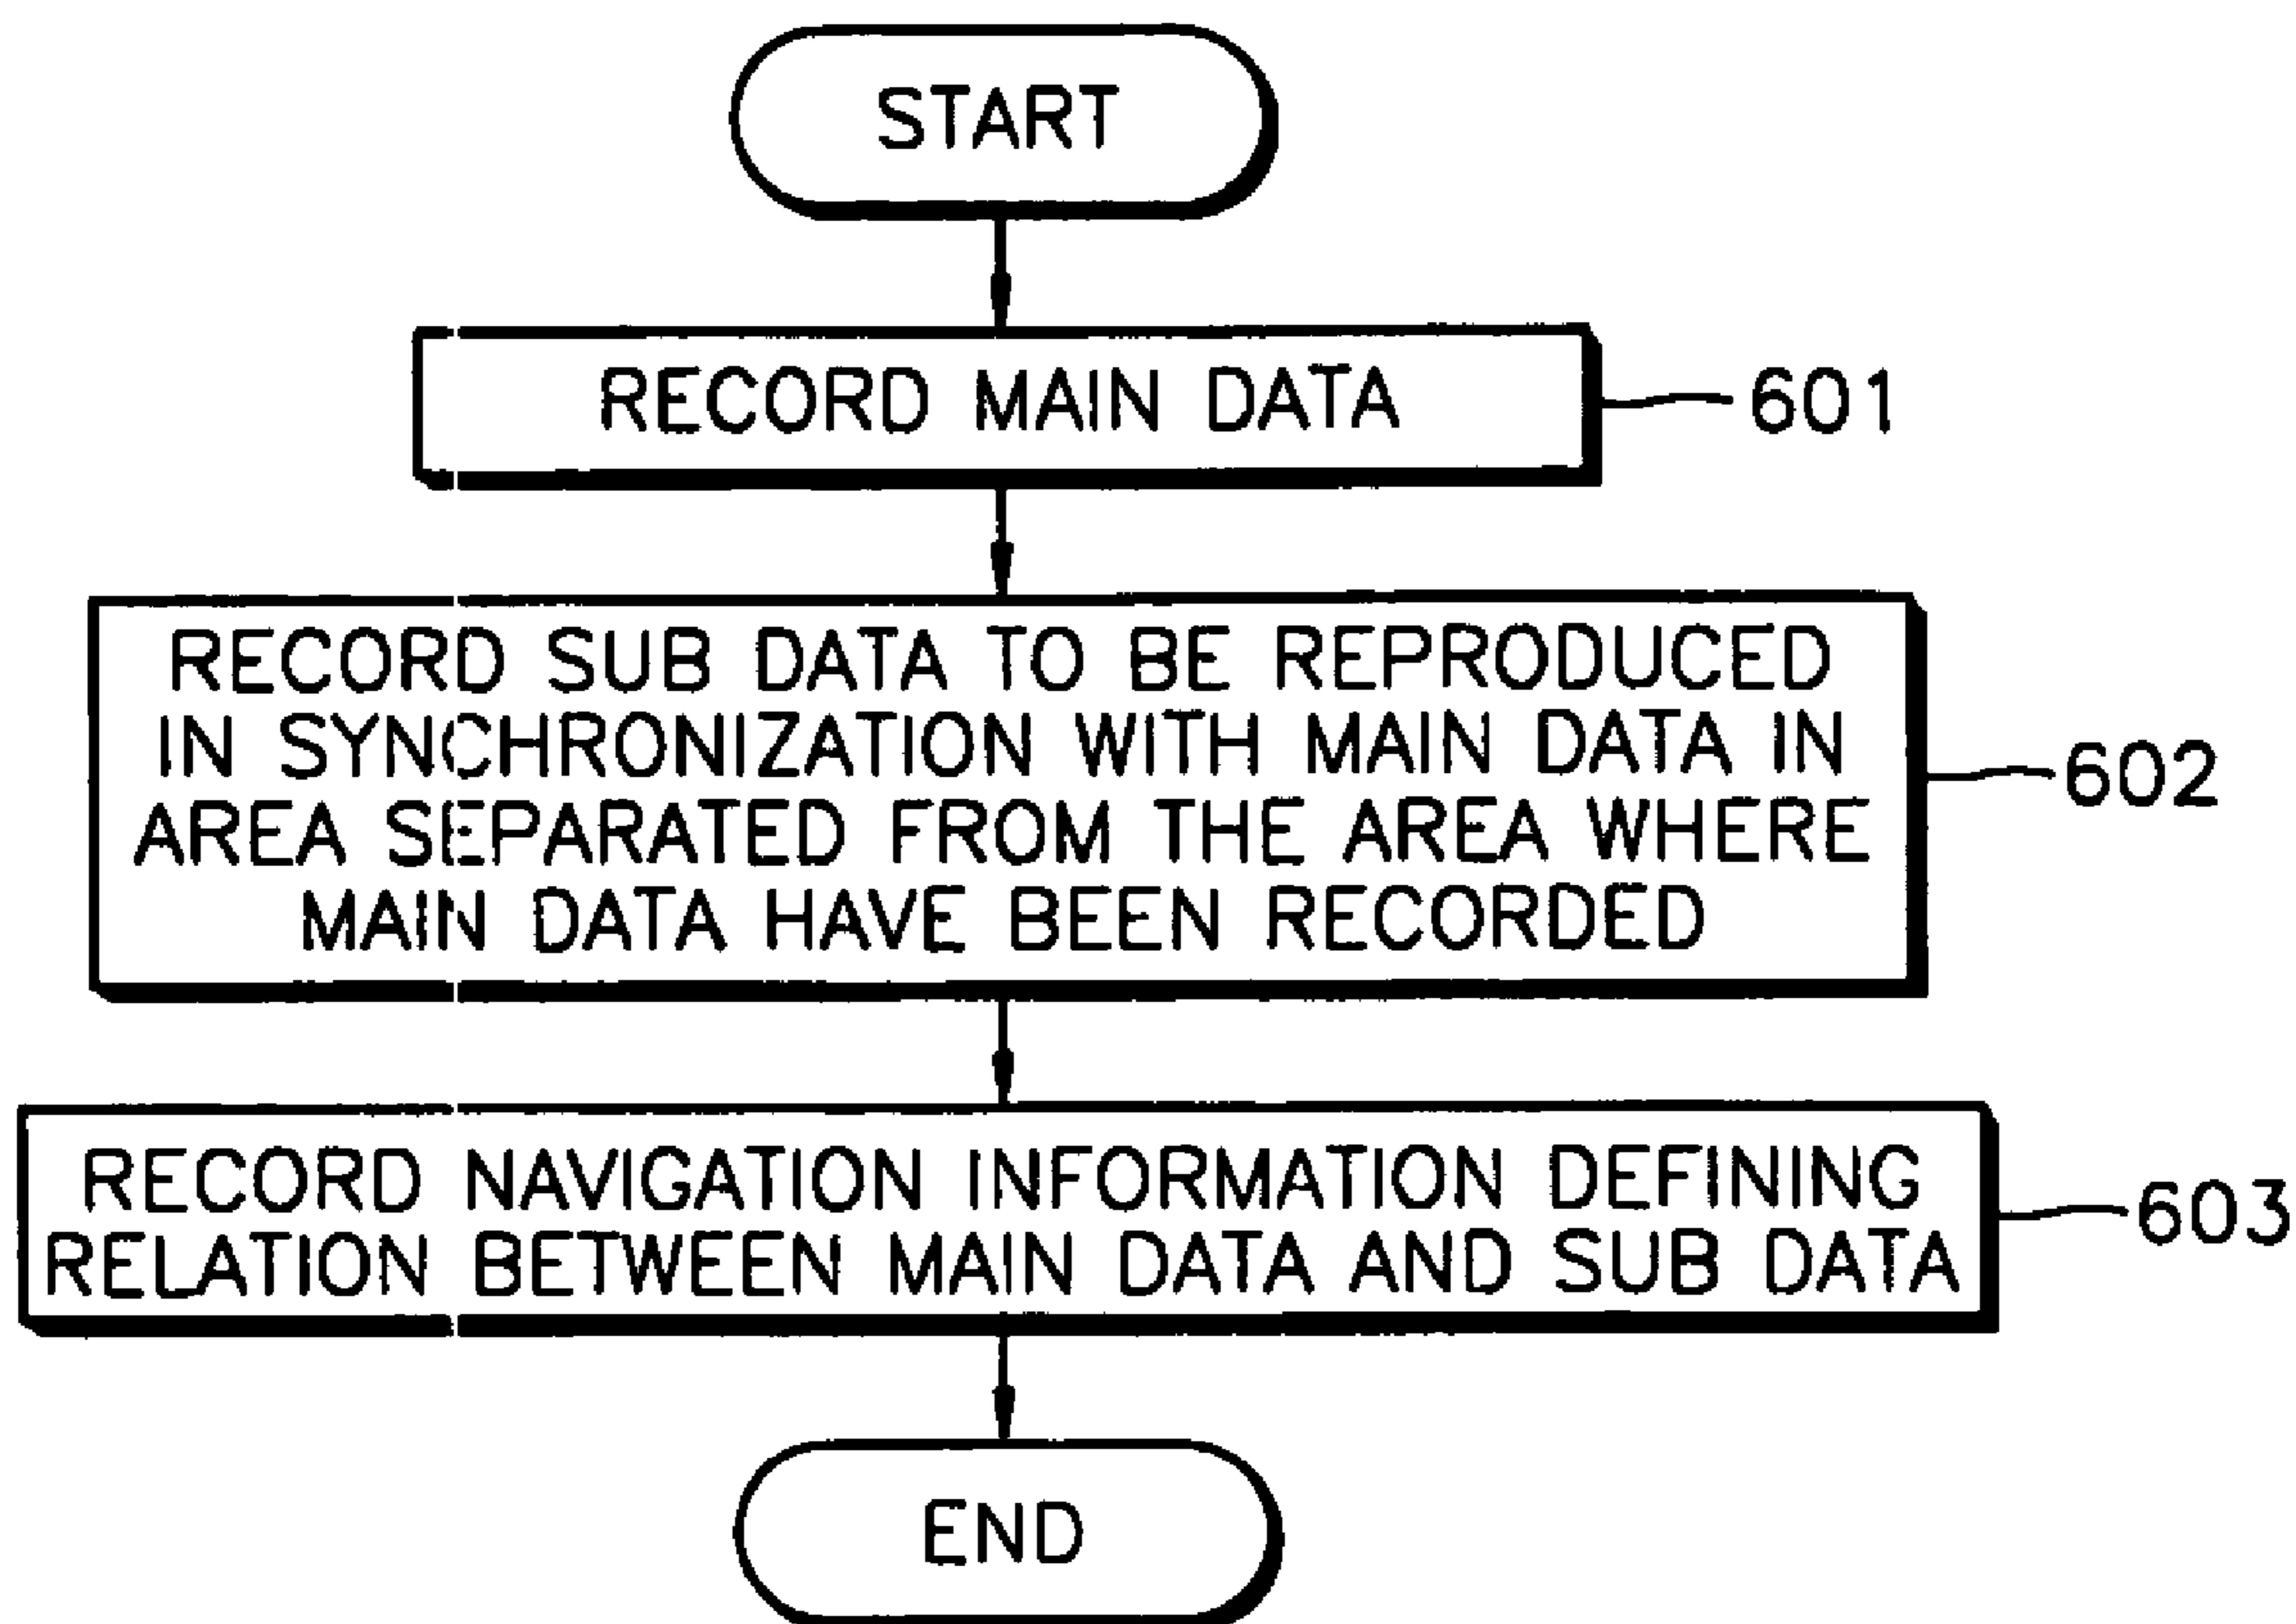 START
RECORD MAIN DATA
601
RECORD SUB DATA TO BE REPRODUCED
IN SYNCHRONIZATION WITH MAIN DATA IN
AREA SEPARATED FROM THE AREA WHERE
MAIN DATA HAVE BEEN RECORDED
602
RECORD NAVIGATION INFORMATION DEFINING
RELATION BETWEEN MAIN DATA AND SUB DATA
603
END